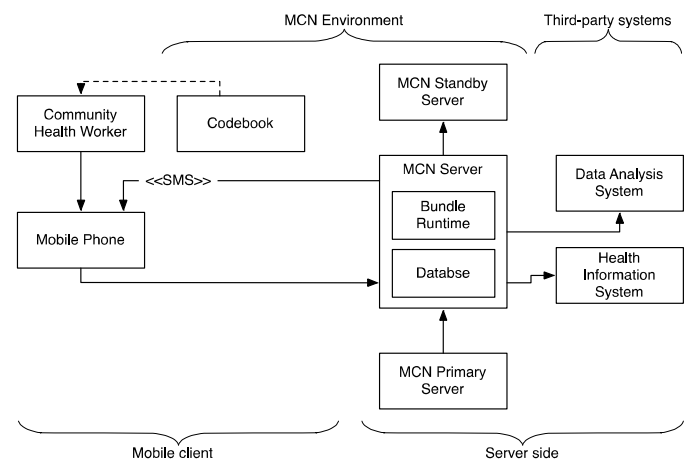 MCN Environment
Third-party systems
Community
Health Worker
Codebook
MCN Standby
Server
<<SMS>>
MCN Server
Bundle
Runtime
Databse
Data Analysis
System
Mobile Phone
Health
Information
System
MCN Primary
Server
Mobile client
Server side